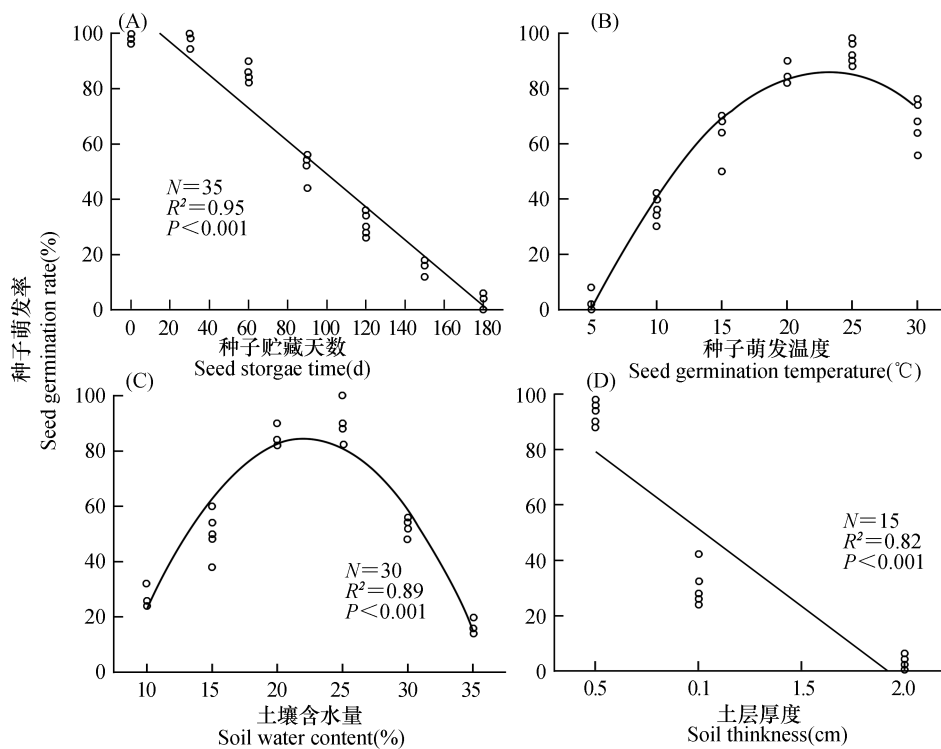 种子萌发率
Seed germination rate(%)
(A)
100
80
60
40
20
0
N=35
R²=0.95
P<0.001
0 20 40 60 80 100 120 140 160 180
种子贮藏天数
Seed storgae time(d)
(B)
100
80
60
40
20
0
5 10 15 20 25 30
种子萌发温度
Seed germination temperature(℃)
(C)
100
80
60
40
20
0
N=30
R²=0.89
P<0.001
10 15 20 25 30 35
土壤含水量
Soil water content(%)
(D)
100
80
60
40
20
0
N=15
R²=0.82
P<0.001
0.5 0.1 1.5 2.0
土层厚度
Soil thinkness(cm)